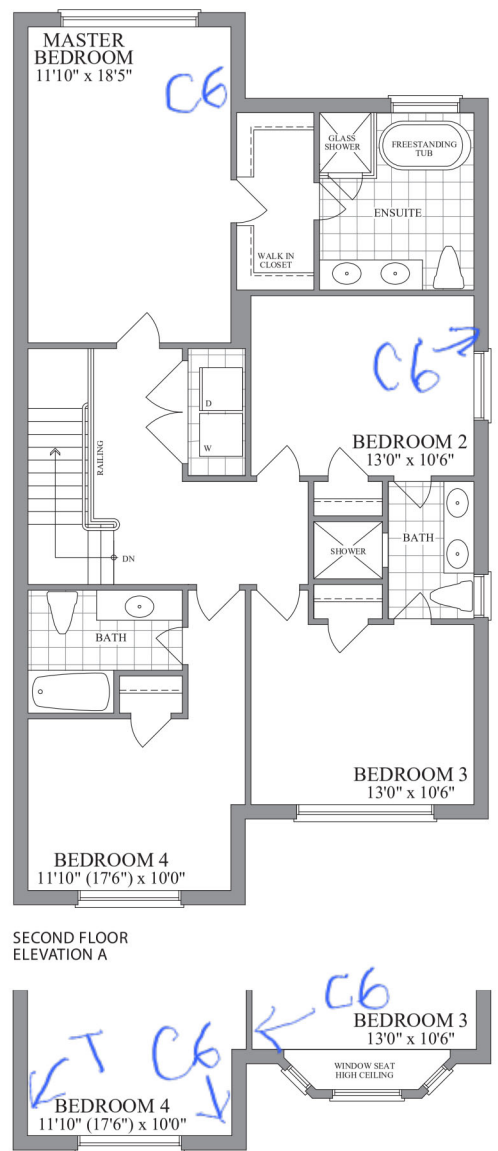 MASTER
BEDROOM
11'10" x 18'5"
C6
GLASS
SHOWER
FREESTANDING
TUB
ENSUITE
WALK IN
CLOSET
C6
D
W
RAILING
BEDROOM 2
13'0" x 10'6"
DN
SHOWER
BATH
BATH
BEDROOM 3
13'0" x 10'6"
BEDROOM 4
11'10" (17'6") x 10'0"
SECOND FLOOR
ELEVATION A
C6
BEDROOM 3
13'0" x 10'6"
T
C6
WINDOW SEAT
HIGH CEILING
BEDROOM 4
11'10" (17'6") x 10'0"